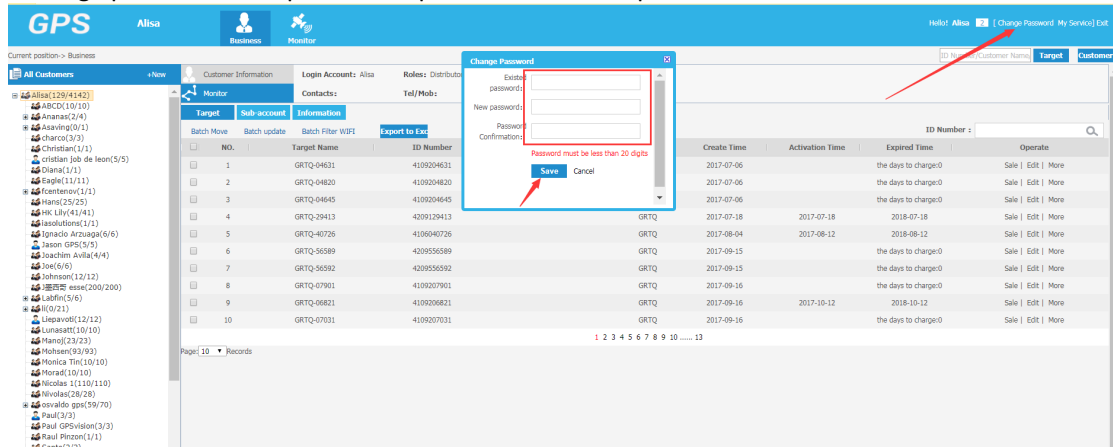 GPS Alisa Business Monitor Hello! Alisa 2 [ Change Password My Service] Exit
Current position-> Business ID Number/Customer Name/ Target Customer
All Customers +New
Customer Information Login Account: Alisa Roles: Distributo
Monitor Contacts: Tel/Mob:
Target Sub-account Information
Batch Move Batch update Batch Filter WIFI Export to Exc ID Number :
Change Password
Existed password:
New password:
Password Confirmation:
Password must be less than 20 digits
Save Cancel
NO. Target Name ID Number Create Time Activation Time Expired Time Operate
1 GRTQ-04631 4109204631 2017-07-06 the days to charge:0 Sale | Edit | More
2 GRTQ-04820 4109204820 2017-07-06 the days to charge:0 Sale | Edit | More
3 GRTQ-04645 4109204645 2017-07-06 the days to charge:0 Sale | Edit | More
4 GRTQ-29413 4209129413 GRTQ 2017-07-18 2017-07-18 2018-07-18 Sale | Edit | More
5 GRTQ-40726 4106040726 GRTQ 2017-08-04 2017-08-12 2018-08-12 Sale | Edit | More
6 GRTQ-56589 4209556589 GRTQ 2017-09-15 the days to charge:0 Sale | Edit | More
7 GRTQ-56592 4209556592 GRTQ 2017-09-15 the days to charge:0 Sale | Edit | More
8 GRTQ-07901 4109207901 GRTQ 2017-09-16 the days to charge:0 Sale | Edit | More
9 GRTQ-06821 4109206821 GRTQ 2017-09-16 2017-10-12 2018-10-12 Sale | Edit | More
10 GRTQ-07031 4109207031 GRTQ 2017-09-16 the days to charge:0 Sale | Edit | More
1 2 3 4 5 6 7 8 9 10 ...... 13
Page: 10 Records
Alisa(129/4142)
ABCD(10/10)
Ananas(2/4)
Asaving(0/1)
charco(3/3)
Christian(1/1)
cristian job de leon(5/5)
Diana(1/1)
Eagle(11/11)
fcentenov(1/1)
Hans(25/25)
HK Lily(41/41)
iasolutions(1/1)
Ignacio Arzuaga(6/6)
Jason GPS(5/5)
Joachim Avila(4/4)
Joe(6/6)
Johnson(12/12)
J墨西哥 esse(200/200)
Labfin(5/6)
li(0/21)
Liepavoti(12/12)
Lunasatt(10/10)
Manoj(23/23)
Mohsen(93/93)
Monica Tin(10/10)
Morad(10/10)
Nicolas 1(110/110)
Nivolas(28/28)
osvaldo gps(59/70)
Paul(3/3)
Paul GPSvision(3/3)
Raul Pinzon(1/1)